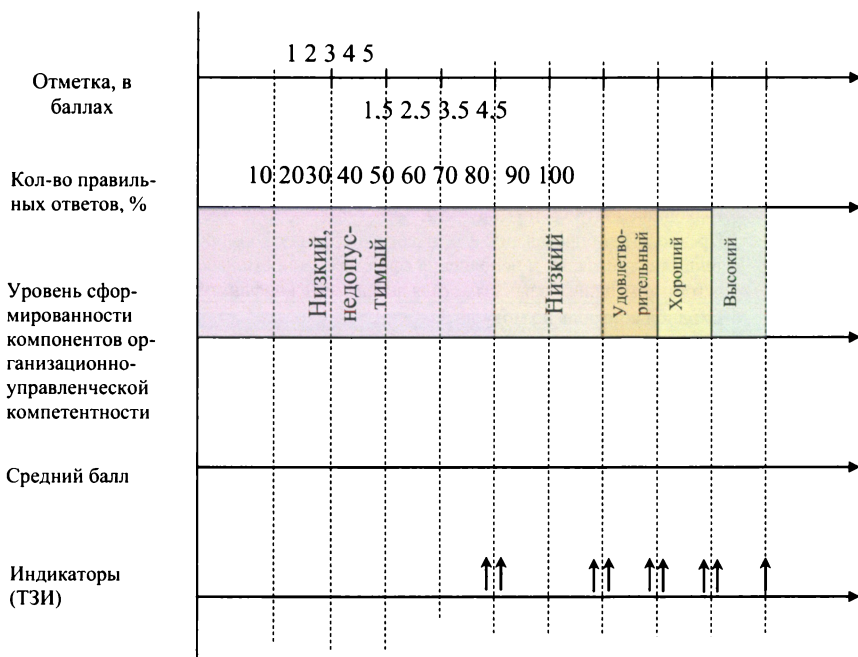 1 2 3 4 5
Отметка, в
баллах
1.5 2.5 3.5 4.5
Кол-во правиль-
ных ответов, %
10 20 30 40 50 60 70 80 90 100
Низкий,
недопус-
тимый
Низкий
Удовлетво-
рительный
Хороший
Высокий
Уровень сфор-
мированности
компонентов ор-
ганизационно-
управленческой
компетентности
Средний балл
Индикаторы
(ТЗИ)